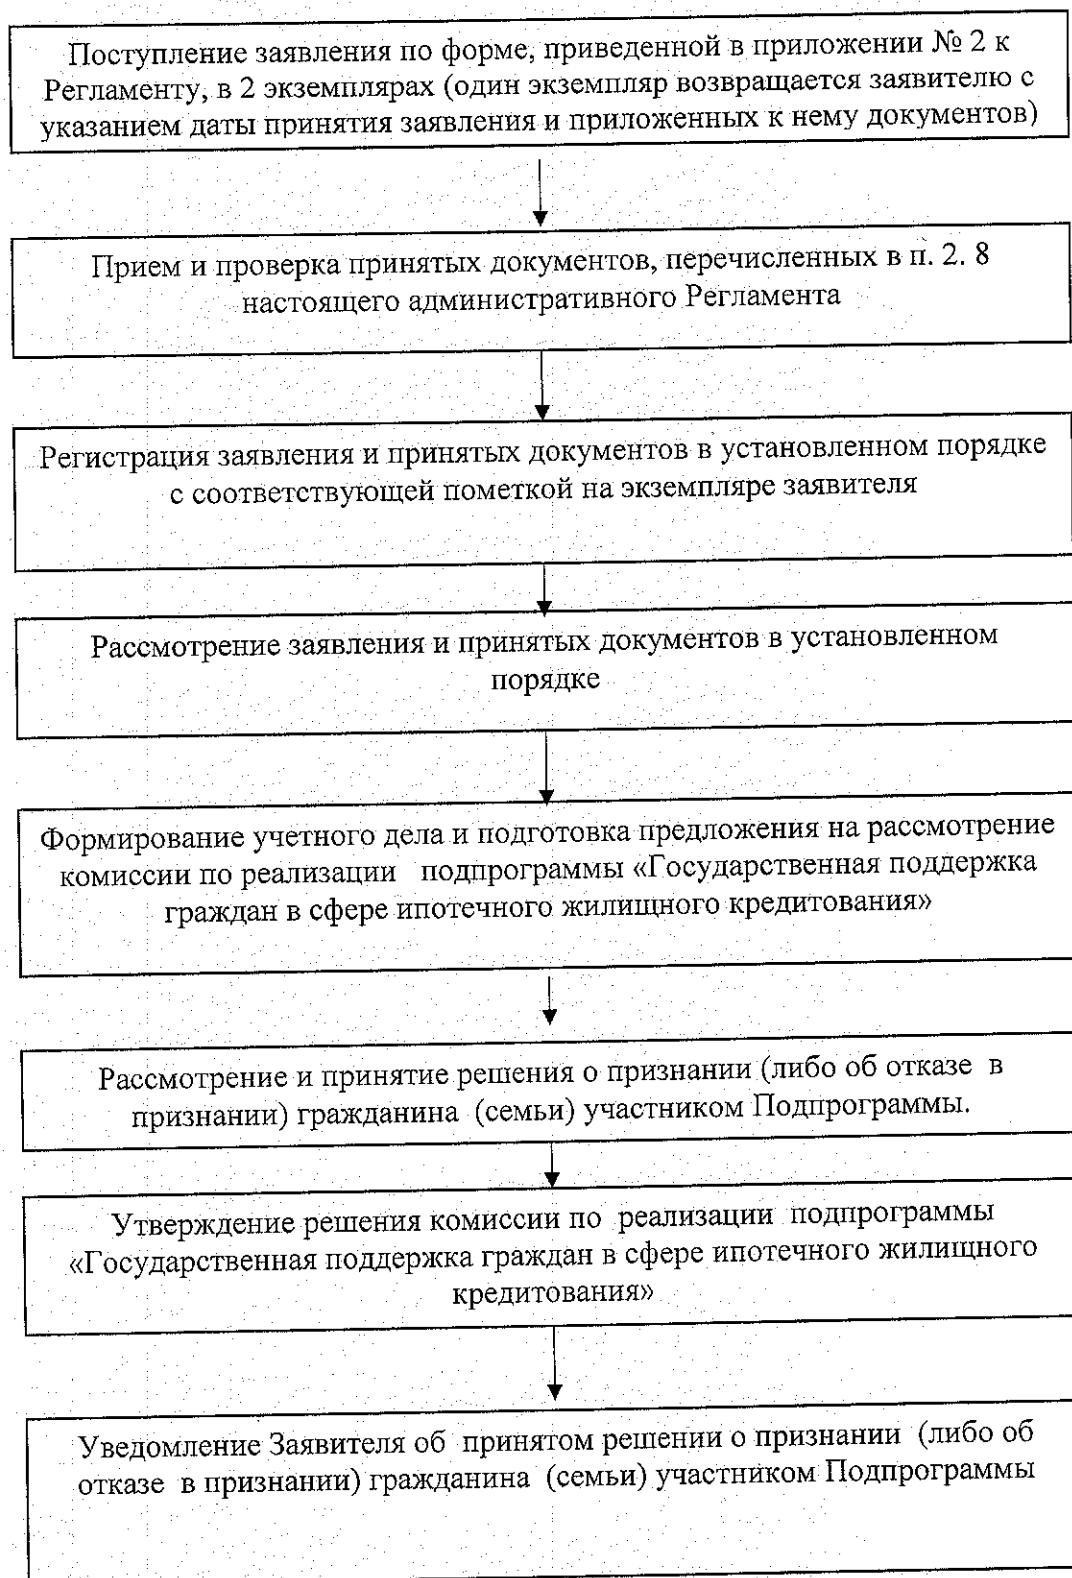 Поступление заявления по форме, приведенной в приложении № 2 к
Регламенту, в 2 экземплярах (один экземпляр возвращается заявителю с
указанием даты принятия заявления и приложенных к нему документов)
Прием и проверка принятых документов, перечисленных в п. 2. 8
настоящего административного Регламента
Регистрация заявления и принятых документов в установленном порядке
с соответствующей пометкой на экземпляре заявителя
Рассмотрение заявления и принятых документов в установленном
порядке
Формирование учетного дела и подготовка предложения на рассмотрение
комиссии по реализации подпрограммы «Государственная поддержка
граждан в сфере ипотечного жилищного кредитования»
Рассмотрение и принятие решения о признании (либо об отказе в
признании) гражданина (семьи) участником Подпрограммы.
Утверждение решения комиссии по реализации подпрограммы
«Государственная поддержка граждан в сфере ипотечного жилищного
кредитования»
Уведомление Заявителя об принятом решении о признании (либо об
отказе в признании) гражданина (семьи) участником Подпрограммы